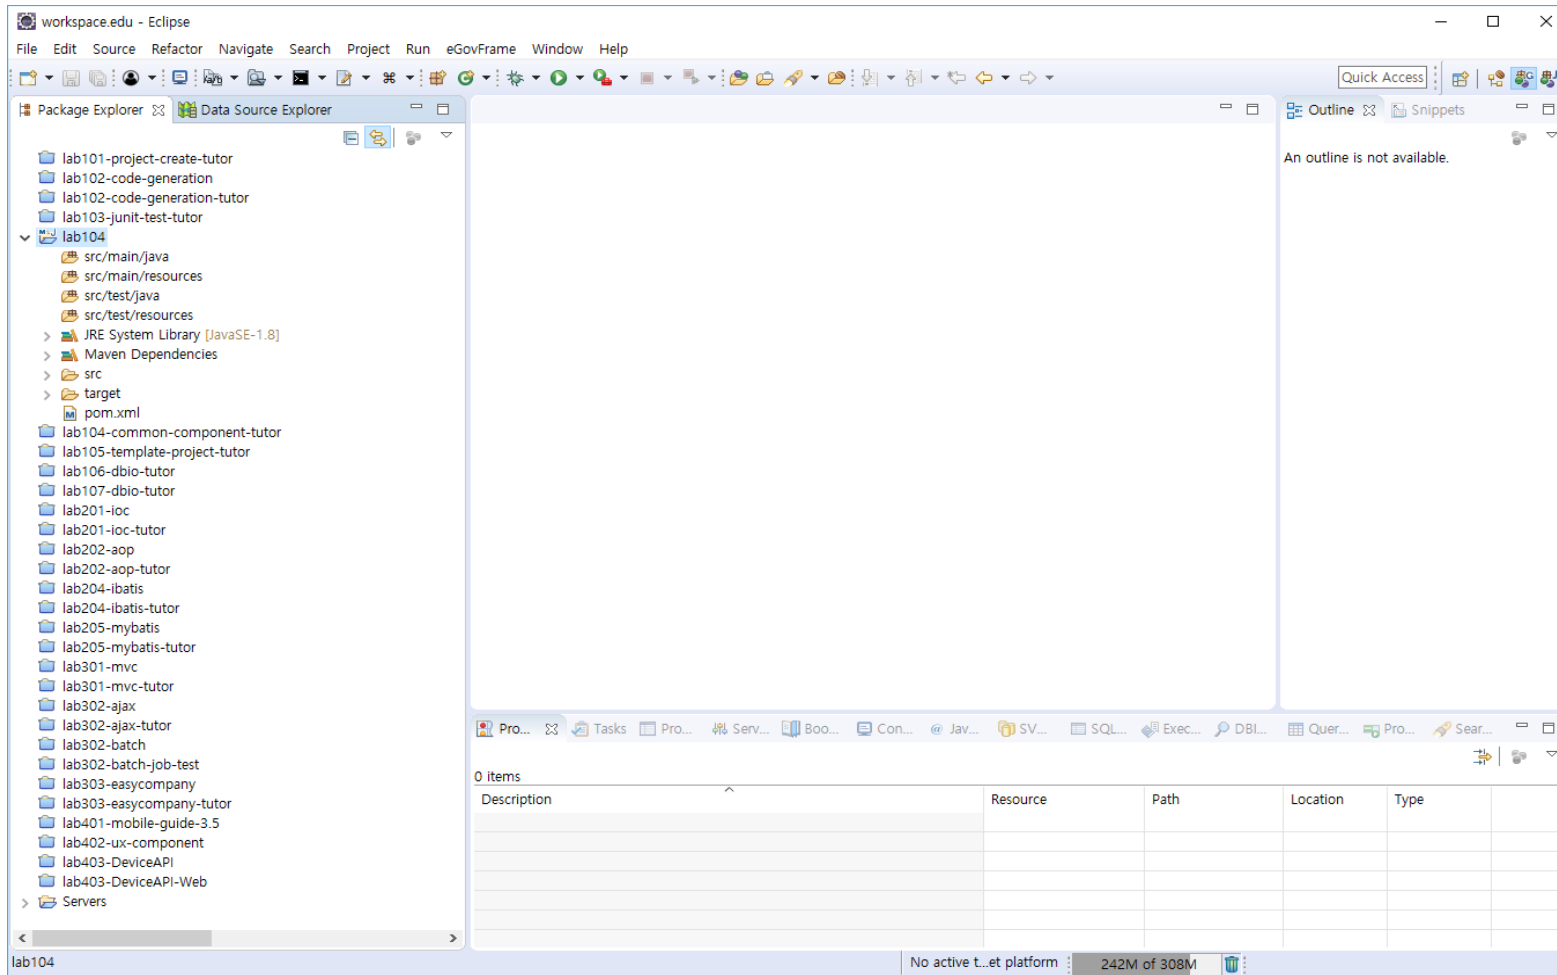 workspace.edu - Eclipse
File Edit Source Refactor Navigate Search Project Run eGovFrame Window Help
Quick Access
Package Explorer Data Source Explorer
lab101-project-create-tutor
lab102-code-generation
lab102-code-generation-tutor
lab103-junit-test-tutor
lab104
src/main/java
src/main/resources
src/test/java
src/test/resources
JRE System Library [JavaSE-1.8]
Maven Dependencies
src
target
pom.xml
lab104-common-component-tutor
lab105-template-project-tutor
lab106-dbio-tutor
lab107-dbio-tutor
lab201-ioc
lab201-ioc-tutor
lab202-aop
lab202-aop-tutor
lab204-ibatis
lab204-ibatis-tutor
lab205-mybatis
lab205-mybatis-tutor
lab301-mvc
lab301-mvc-tutor
lab302-ajax
lab302-ajax-tutor
lab302-batch
lab302-batch-job-test
lab303-easycompany
lab303-easycompany-tutor
lab401-mobile-guide-3.5
lab402-ux-component
lab403-DeviceAPI
lab403-DeviceAPI-Web
Servers
Outline Snippets
An outline is not available.
Pro... Tasks Pro... Serv... Boo... Con... Jav... SV... SQL... Exec... DBI... Quer... Pro... Sear...
0 items
Description Resource Path Location Type
lab104
No active t...et platform
242M of 308M